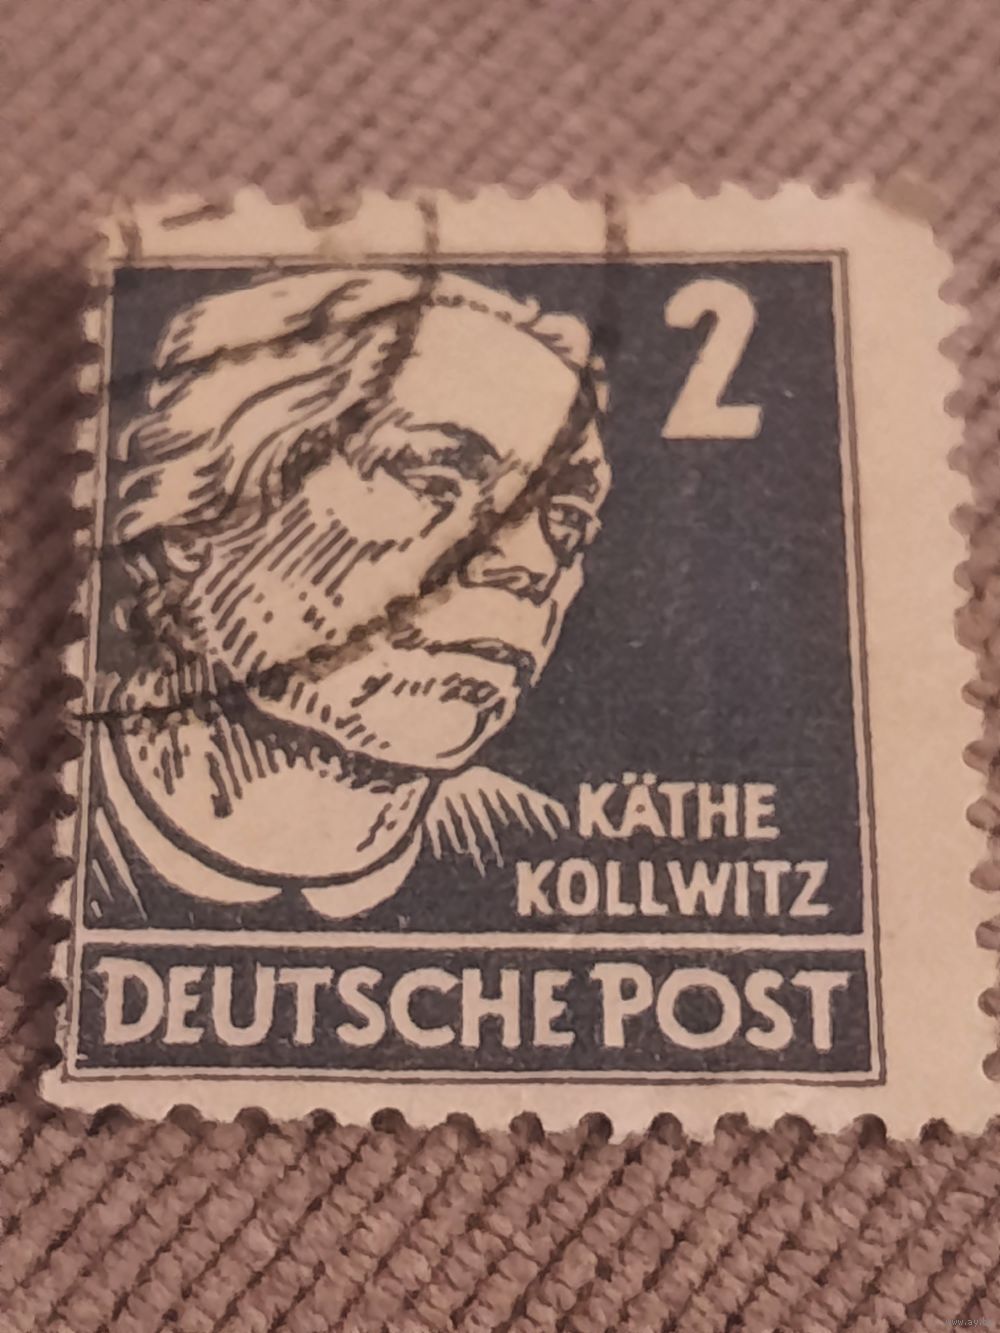 2
KÄTHE
KOLLWITZ
DEUTSCHE POST